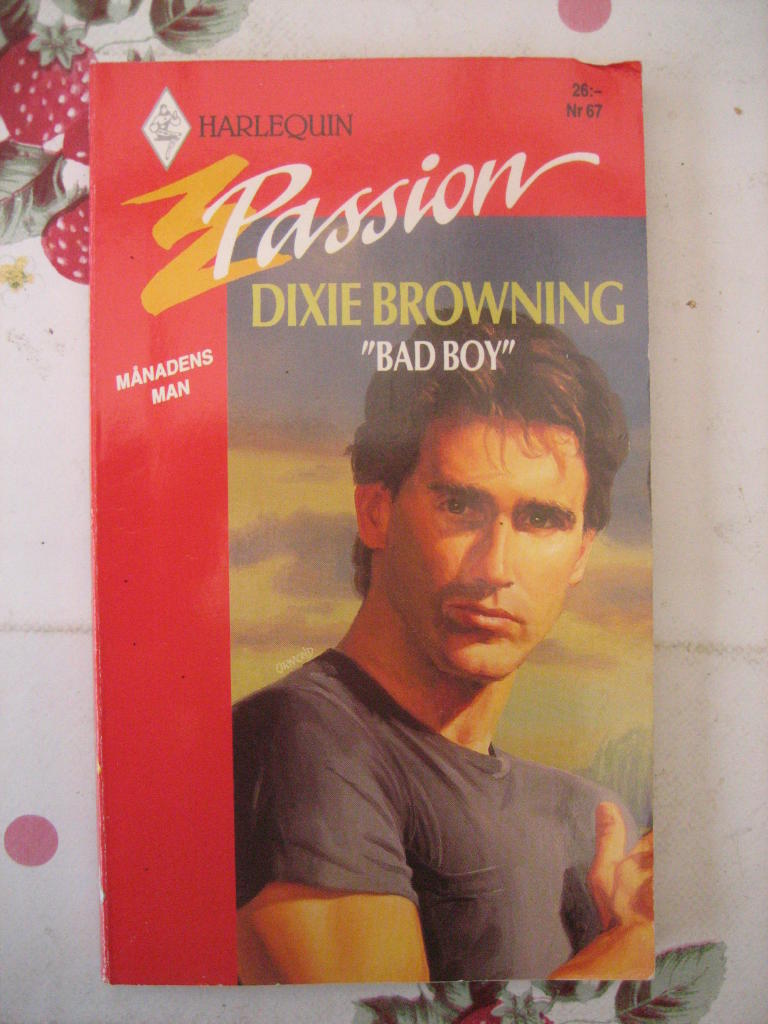 26:-
Nr 67
HARLEQUIN
Passion
DIXIE BROWNING
"BAD BOY"
MÅNADENS
MAN